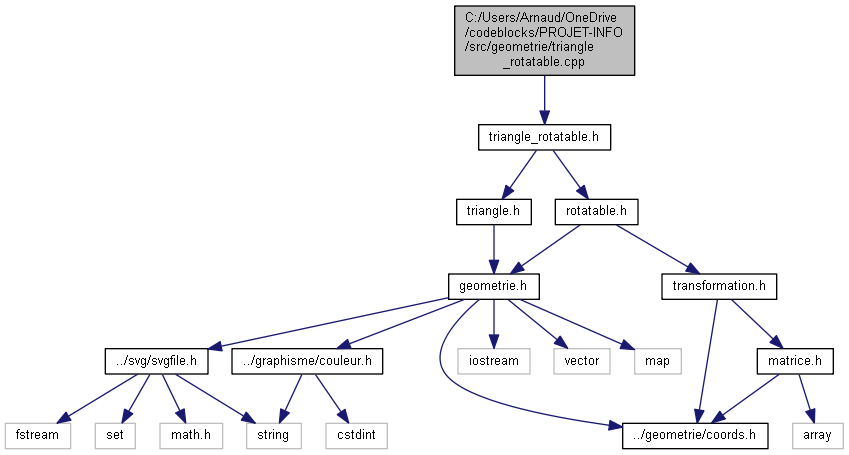 C:/Users/Arnaud/OneDrive
/codeblocks/PROJET-INFO
/src/geometrie/triangle
_rotatable.cpp
triangle_rotatable.h
triangle.h
rotatable.h
geometrie.h
transformation.h
../svg/svgfile.h
../graphisme/couleur.h
iostream
vector
map
matrice.h
fstream
set
math.h
string
cstdint
../geometrie/coords.h
array